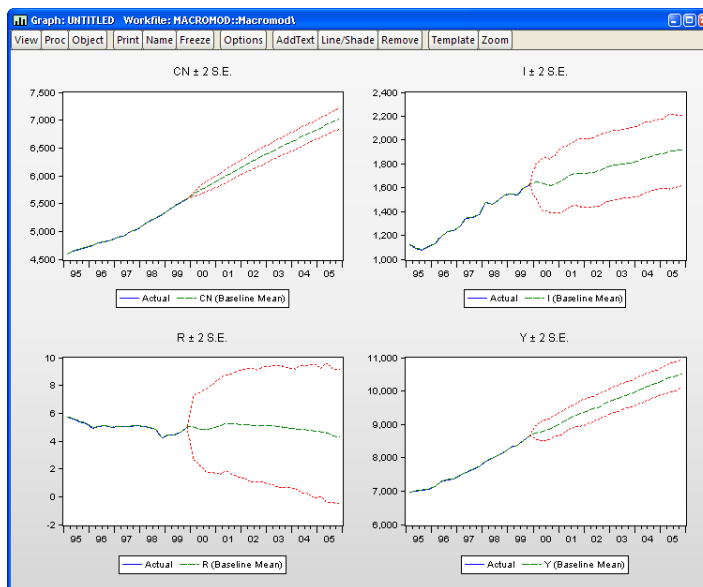 Graph: UNTITLED Workfile: MACROMOD::Macromod\
View Proc Object Print Name Freeze Options AddText Line/Shade Remove Template Zoom
CN ± 2 S.E.
7,500
7,000
6,500
6,000
5,500
5,000
4,500
95 96 97 98 99 00 01 02 03 04 05
Actual CN (Baseline Mean)
I ± 2 S.E.
2,400
2,200
2,000
1,800
1,600
1,400
1,200
1,000
95 96 97 98 99 00 01 02 03 04 05
Actual I (Baseline Mean)
R ± 2 S.E.
10
8
6
4
2
0
-2
95 96 97 98 99 00 01 02 03 04 05
Actual R (Baseline Mean)
Y ± 2 S.E.
11,000
10,000
9,000
8,000
7,000
6,000
95 96 97 98 99 00 01 02 03 04 05
Actual Y (Baseline Mean)